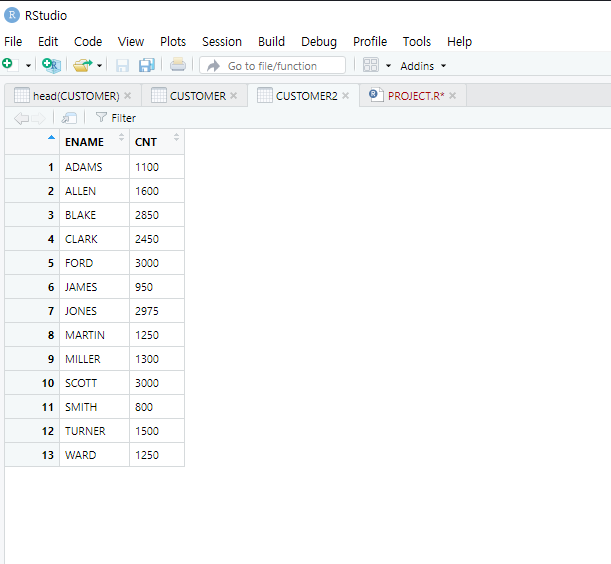 RStudio
File Edit Code View Plots Session Build Debug Profile Tools Help
R Go to file/function Addins
head(CUSTOMER) CUSTOMER CUSTOMER2 PROJECT.R*
Filter
ENAME CNT
1 ADAMS 1100
2 ALLEN 1600
3 BLAKE 2850
4 CLARK 2450
5 FORD 3000
6 JAMES 950
7 JONES 2975
8 MARTIN 1250
9 MILLER 1300
10 SCOTT 3000
11 SMITH 800
12 TURNER 1500
13 WARD 1250